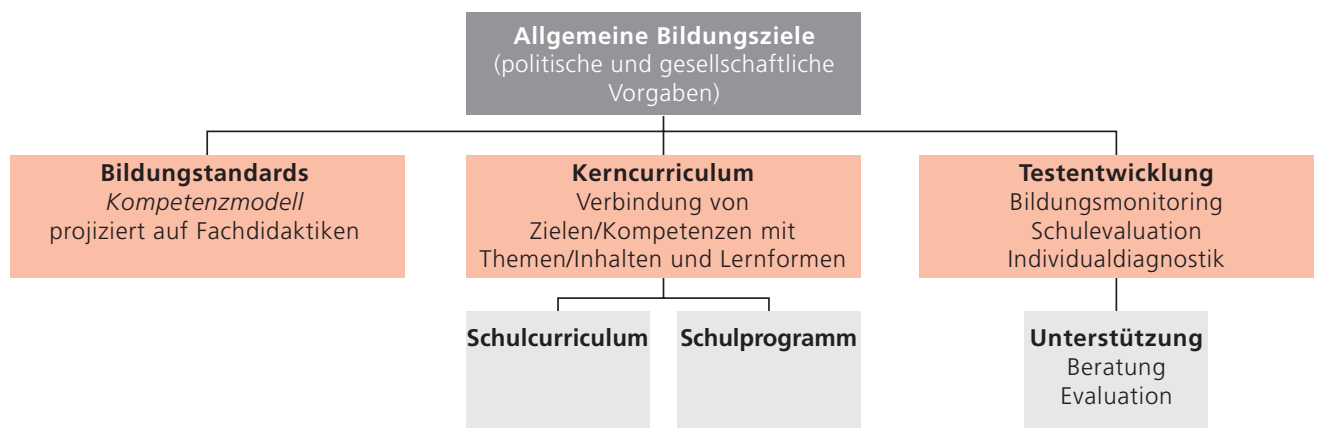 Allgemeine Bildungsziele
(politische und gesellschaftliche
Vorgaben)
Bildungstandards
Kompetenzmodell
projiziert auf Fachdidaktiken
Kerncurriculum
Verbindung von
Zielen/Kompetenzen mit
Themen/Inhalten und Lernformen
Testentwicklung
Bildungsmonitoring
Schulevaluation
Individualdiagnostik
Schulcurriculum
Schulprogramm
Unterstützung
Beratung
Evaluation